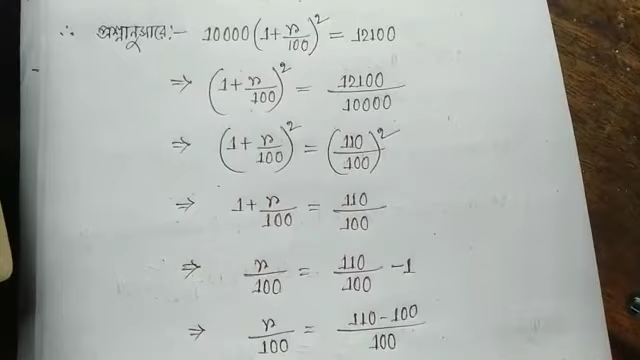 ∴ প্রশ্নানুসারে:- 10000(1+n/100)² = 12100
⇒ (1+n/100)² = 12100/10000
⇒ (1+n/100)² = (110/100)²
⇒ 1+n/100 = 110/100
⇒ n/100 = 110/100 -1
⇒ n/100 = 110-100/100